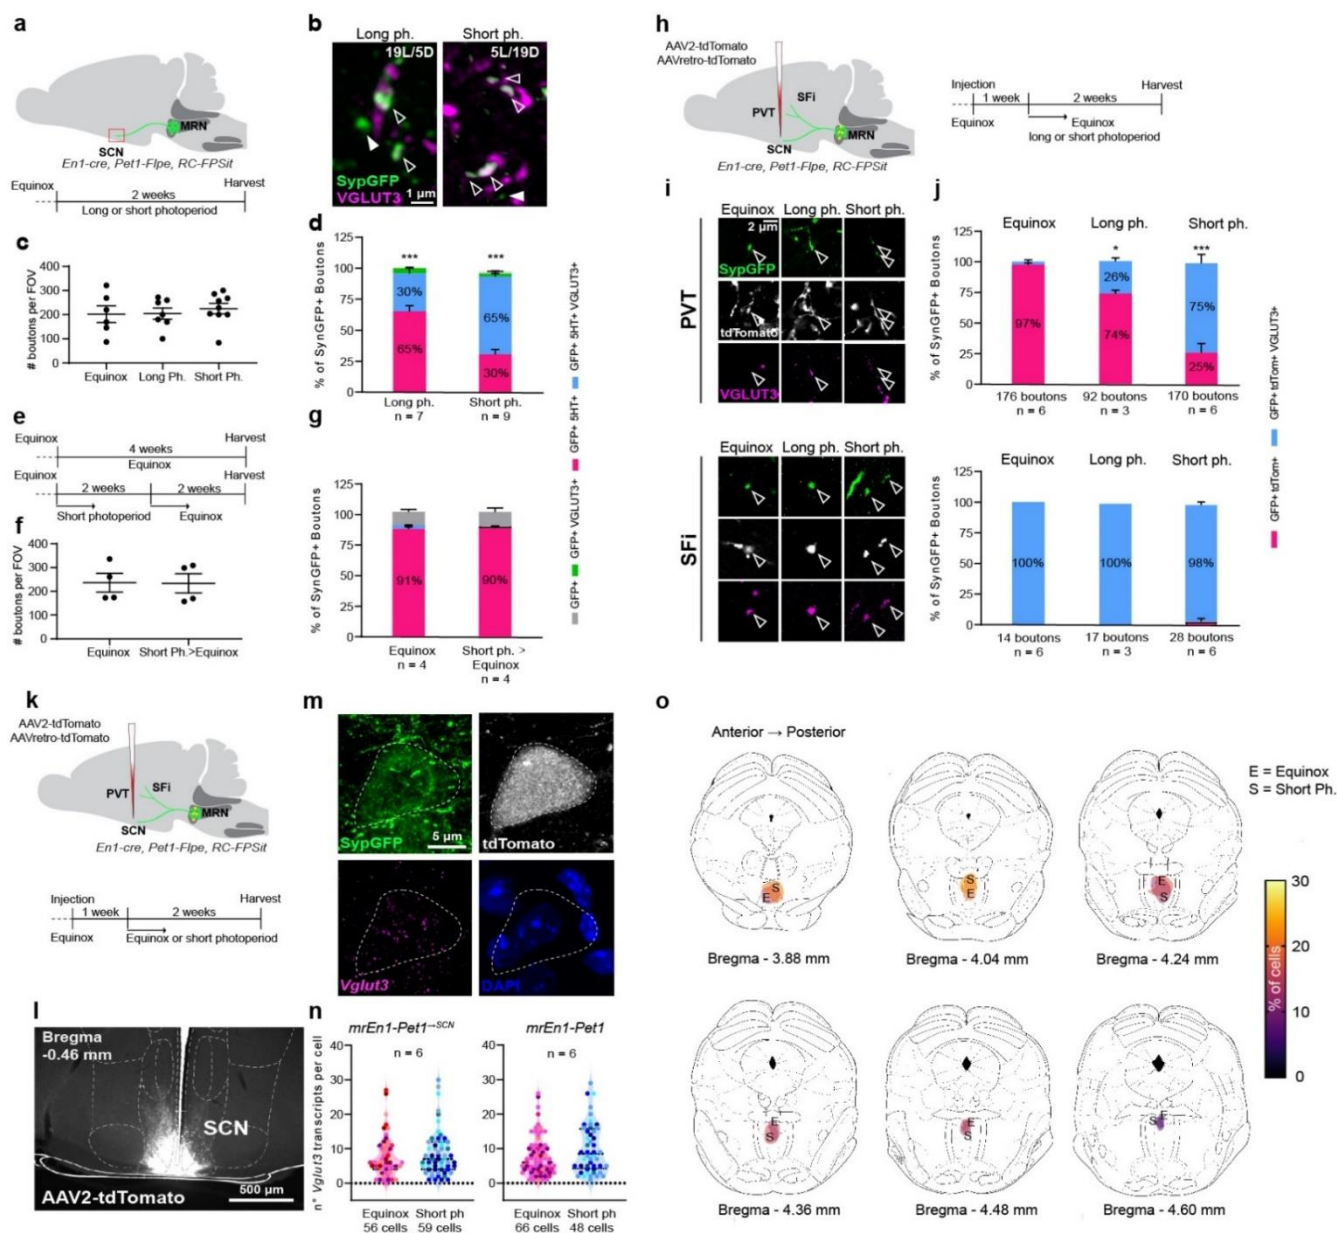 a
MRN
SCN
En1-cre, Pet1-Flpe, RC-FPSit
Equinox
Harvest
2 weeks
Long or short photoperiod
b
Long ph.
Short ph.
19L/5D
5L/19D
SypGFP
VGLUT3
1 µm
c
# boutons per FOV
400
300
200
100
0
Equinox
Long Ph.
Short Ph.
d
% of SynGFP+ Boutons
125
100
75
50
25
0
***
***
30%
65%
65%
30%
Long ph.
n = 7
Short ph.
n = 9
e
Equinox
Harvest
4 weeks
Equinox
Equinox
Harvest
2 weeks
2 weeks
Short photoperiod
Equinox
f
# boutons per FOV
400
300
200
100
0
Equinox
Short Ph.>Equinox
g
% of SynGFP+ Boutons
125
100
75
50
25
0
91%
90%
Equinox
n = 4
Short ph. >
Equinox
n = 4
GFP+
GFP+ VGLUT3+
GFP+ 5HT+
GFP+ 5HT+ VGLUT3+
h
AAV2-tdTomato
AAVretro-tdTomato
SFi
PVT
MRN
SCN
En1-cre, Pet1-Flpe, RC-FPSit
Injection
Harvest
1 week
2 weeks
Equinox
Equinox
long or short photoperiod
i
Equinox
Long ph.
Short ph.
2 µm
SypGFP
tdTomato
VGLUT3
PVT
Equinox
Long ph.
Short ph.
SFi
j
Equinox
Long ph.
Short ph.
% of SynGFP+ Boutons
125
100
75
50
25
0
*
***
97%
26%
74%
75%
25%
176 boutons
n = 6
92 boutons
n = 3
170 boutons
n = 6
Equinox
Long ph.
Short ph.
% of SynGFP+ Boutons
125
100
75
50
25
0
100%
100%
98%
14 boutons
n = 6
17 boutons
n = 3
28 boutons
n = 6
GFP+ tdTom+
GFP+ tdTom+ VGLUT3+
k
AAV2-tdTomato
AAVretro-tdTomato
SFi
PVT
MRN
SCN
En1-cre, Pet1-Flpe, RC-FPSit
Injection
Harvest
1 week
2 weeks
Equinox
Equinox or short photoperiod
l
Bregma
-0.46 mm
SCN
AAV2-tdTomato
500 µm
m
SypGFP
5 µm
tdTomato
Vglut3
DAPI
n
mrEn1-Pet1→SCN
mrEn1-Pet1
n = 6
n = 6
n° Vglut3 transcripts per cell
40
30
20
10
0
40
30
20
10
0
Equinox
56 cells
Short ph
59 cells
Equinox
66 cells
Short ph
48 cells
o
Anterior → Posterior
E = Equinox
S = Short Ph.
S
E
Bregma - 3.88 mm
S
E
Bregma - 4.04 mm
E
S
Bregma - 4.24 mm
E
S
Bregma - 4.36 mm
E
S
Bregma - 4.48 mm
E
S
Bregma - 4.60 mm
30
20
10
0
% of cells